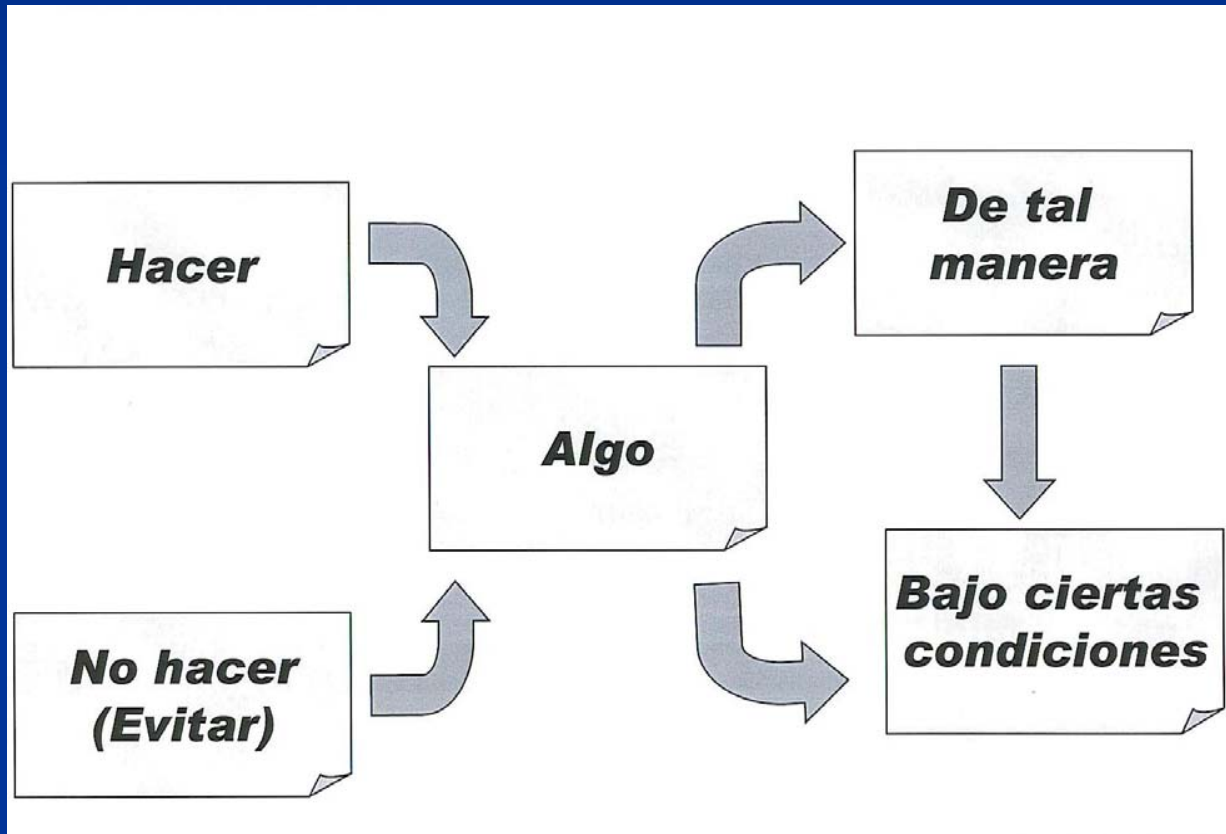 Hacer
De tal
manera
Algo
No hacer
(Evitar)
Bajo ciertas
condiciones